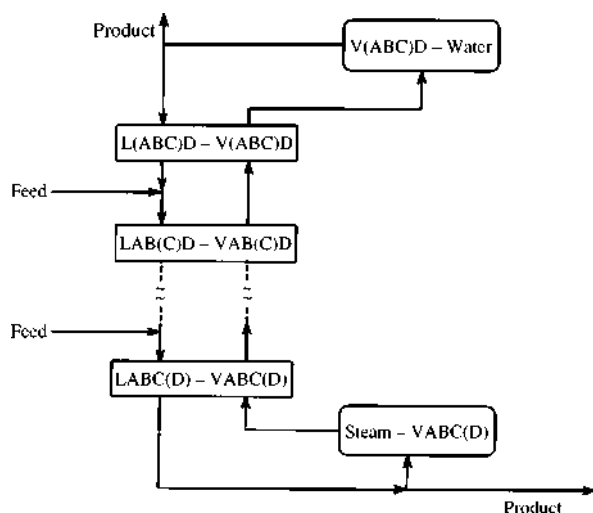 Product
V(ABC)D – Water
L(ABC)D – V(ABC)D
Feed
LAB(C)D – VAB(C)D
Feed
LABC(D) – VABC(D)
Steam – VABC(D)
Product